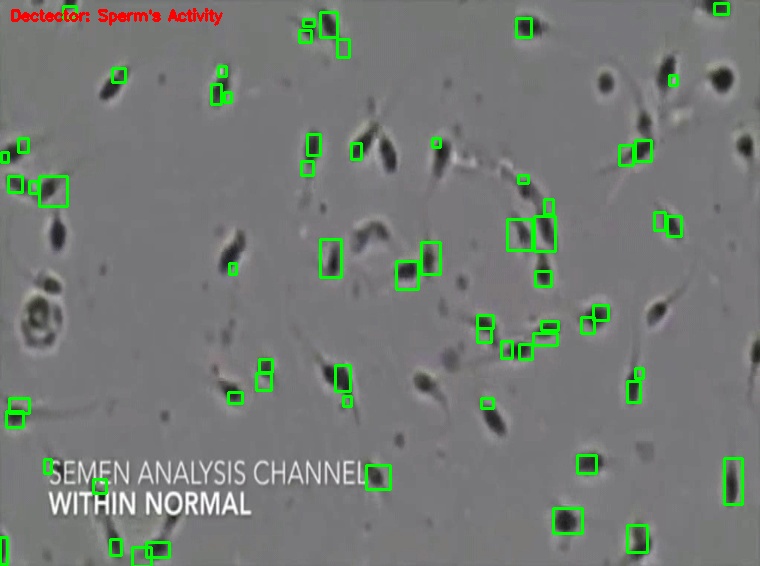 Dectector: Sperm's Activity
SEMEN ANALYSIS CHANNEL
WITHIN NORMAL